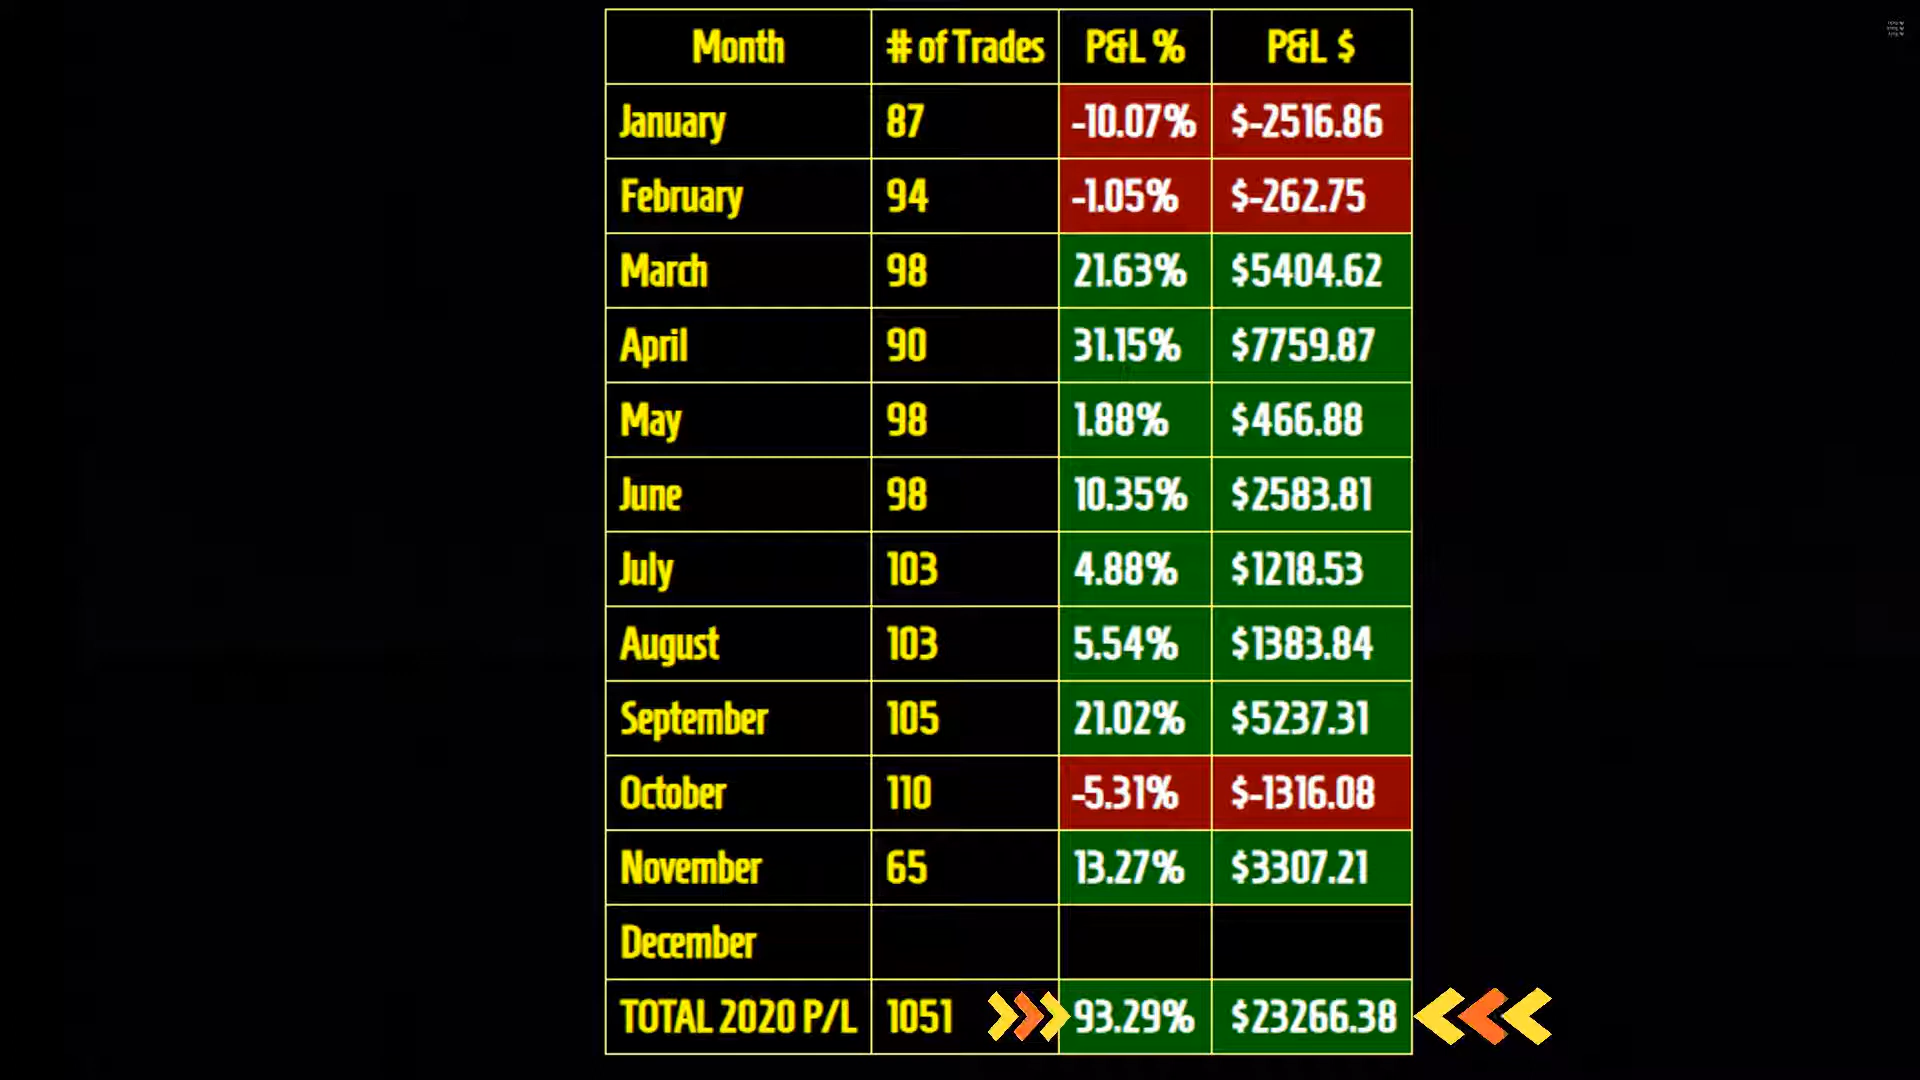 Month # of Trades P&L % P&L $
January 87 -10.07% $-2516.86
February 94 -1.05% $-262.75
March 98 21.63% $5404.62
April 90 31.15% $7759.87
May 98 1.88% $466.88
June 98 10.35% $2583.81
July 103 4.88% $1218.53
August 103 5.54% $1383.84
September 105 21.02% $5237.31
October 110 -5.31% $-1316.08
November 65 13.27% $3307.21
December
TOTAL 2020 P/L 1051 93.29% $23266.38